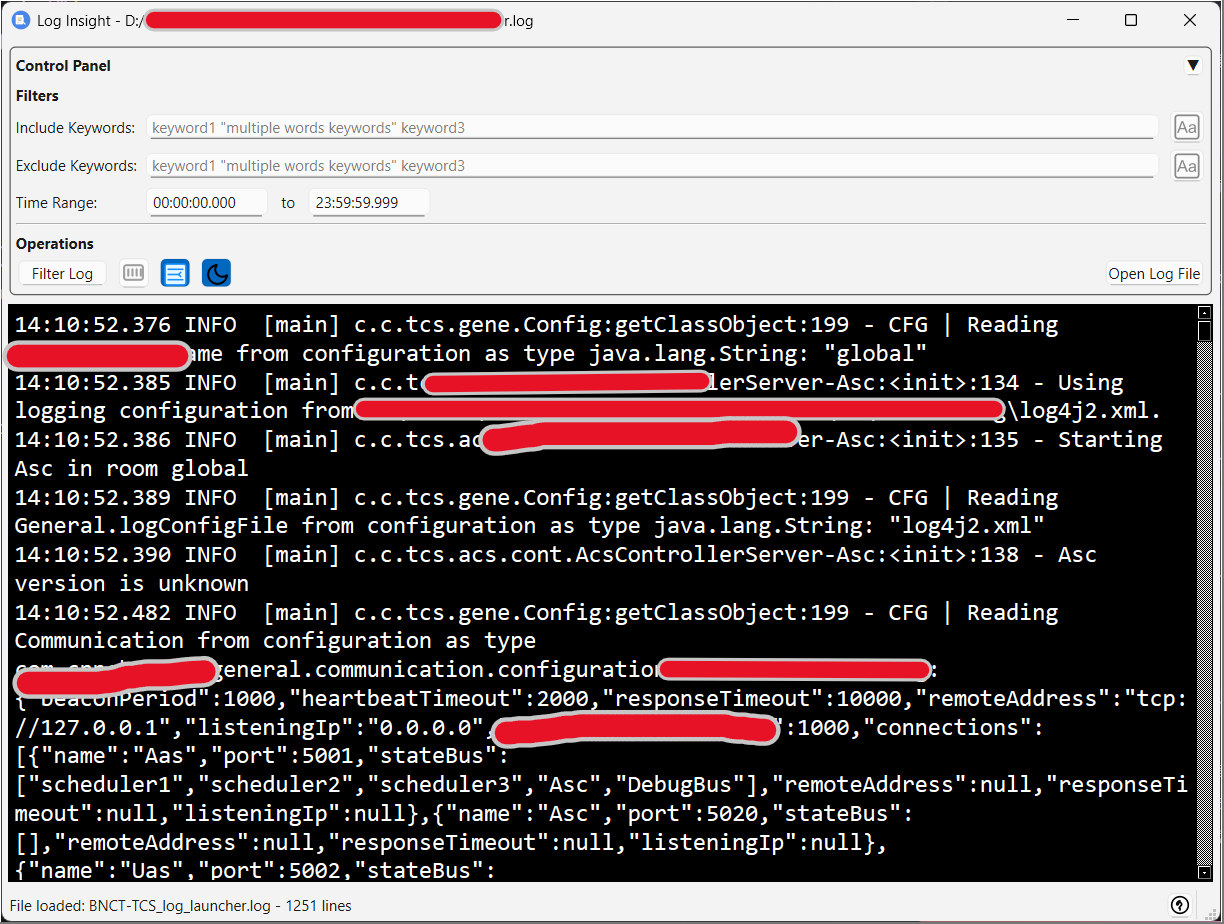 Log Insight - D:/ r.log
Control Panel
Filters
Include Keywords: keyword1 "multiple words keywords" keyword3 Aa
Exclude Keywords: keyword1 "multiple words keywords" keyword3 Aa
Time Range: 00:00:00.000 to 23:59:59.999
Operations
Filter Log Open Log File
14:10:52.376 INFO  [main] c.c.tcs.gene.Config:getClassObject:199 - CFG | Reading
ame from configuration as type java.lang.String: "global"
14:10:52.385 INFO  [main] c.c.t lerServer-Asc:<init>:134 - Using
logging configuration from \log4j2.xml.
14:10:52.386 INFO  [main] c.c.tcs.ac er-Asc:<init>:135 - Starting
Asc in room global
14:10:52.389 INFO  [main] c.c.tcs.gene.Config:getClassObject:199 - CFG | Reading
General.logConfigFile from configuration as type java.lang.String: "log4j2.xml"
14:10:52.390 INFO  [main] c.c.tcs.acs.cont.AcsControllerServer-Asc:<init>:138 - Asc
version is unknown
14:10:52.482 INFO  [main] c.c.tcs.gene.Config:getClassObject:199 - CFG | Reading
Communication from configuration as type
general.communication.configuration :
{"beaconPeriod":1000,"heartbeatTimeout":2000,"responseTimeout":10000,"remoteAddress":"tcp:
//127.0.0.1","listeningIp":"0.0.0.0", ":1000,"connections":
[{"name":"Aas","port":5001,"stateBus":
["scheduler1","scheduler2","scheduler3","Asc","DebugBus"],"remoteAddress":null,"responseTi
meout":null,"listeningIp":null},{"name":"Asc","port":5020,"stateBus":
[],"remoteAddress":null,"responseTimeout":null,"listeningIp":null},
{"name":"Uas","port":5002,"stateBus":
File loaded: BNCT-TCS_log_launcher.log - 1251 lines